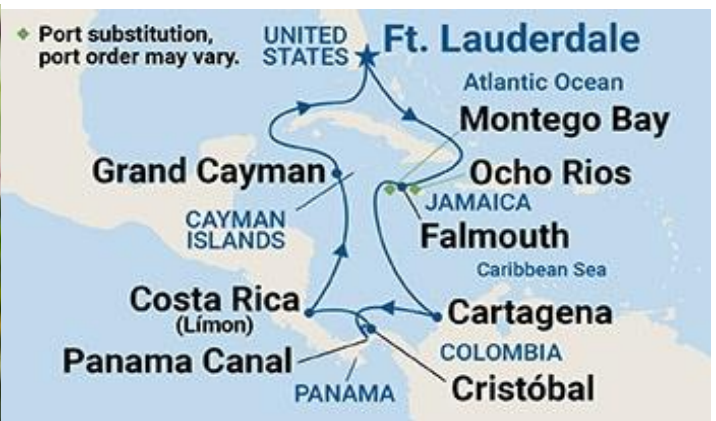 Port substitution,
port order may vary.
UNITED
STATES
Ft. Lauderdale
Atlantic Ocean
Montego Bay
Grand Cayman
Ocho Rios
CAYMAN
ISLANDS
JAMAICA
Falmouth
Caribbean Sea
Costa Rica
(Límon)
Cartagena
Panama Canal
COLOMBIA
PANAMA
Cristóbal